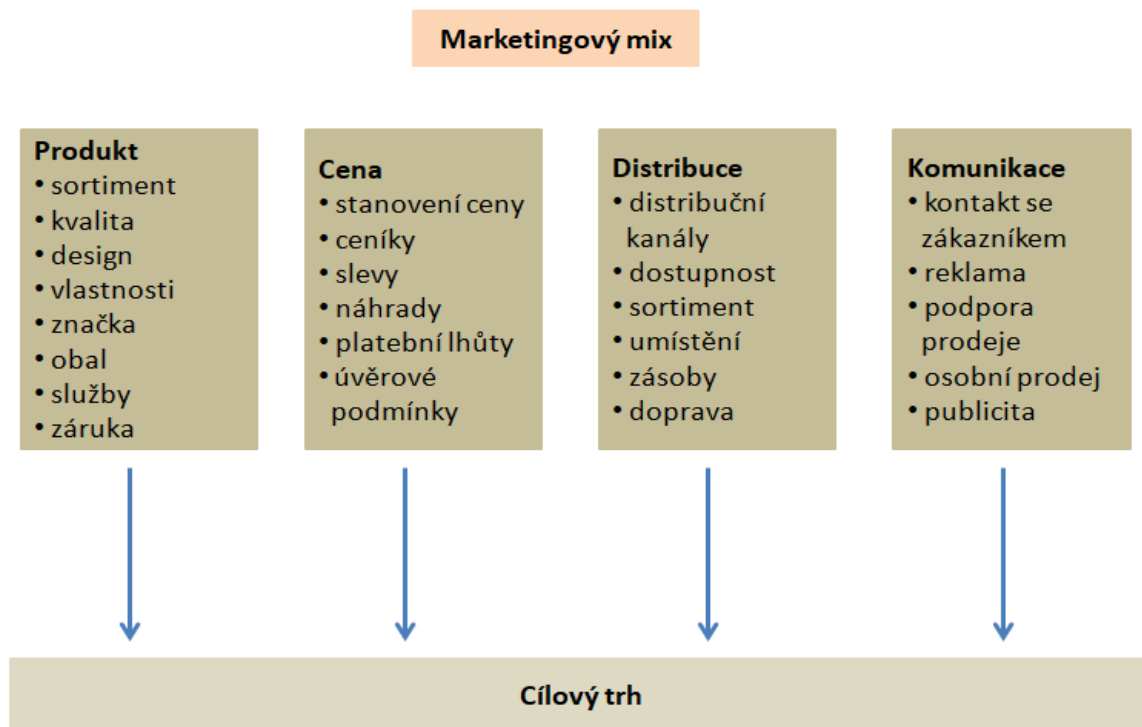 Marketingový mix
Produkt
• sortiment
• kvalita
• design
• vlastnosti
• značka
• obal
• služby
• záruka
Cena
• stanovení ceny
• ceníky
• slevy
• náhrady
• platební lhůty
• úvěrové
podmínky
Distribuce
• distribuční
kanály
• dostupnost
• sortiment
• umístění
• zásoby
• doprava
Komunikace
• kontakt se
zákazníkem
• reklama
• podpora
prodeje
• osobní prodej
• publicita
Cílový trh